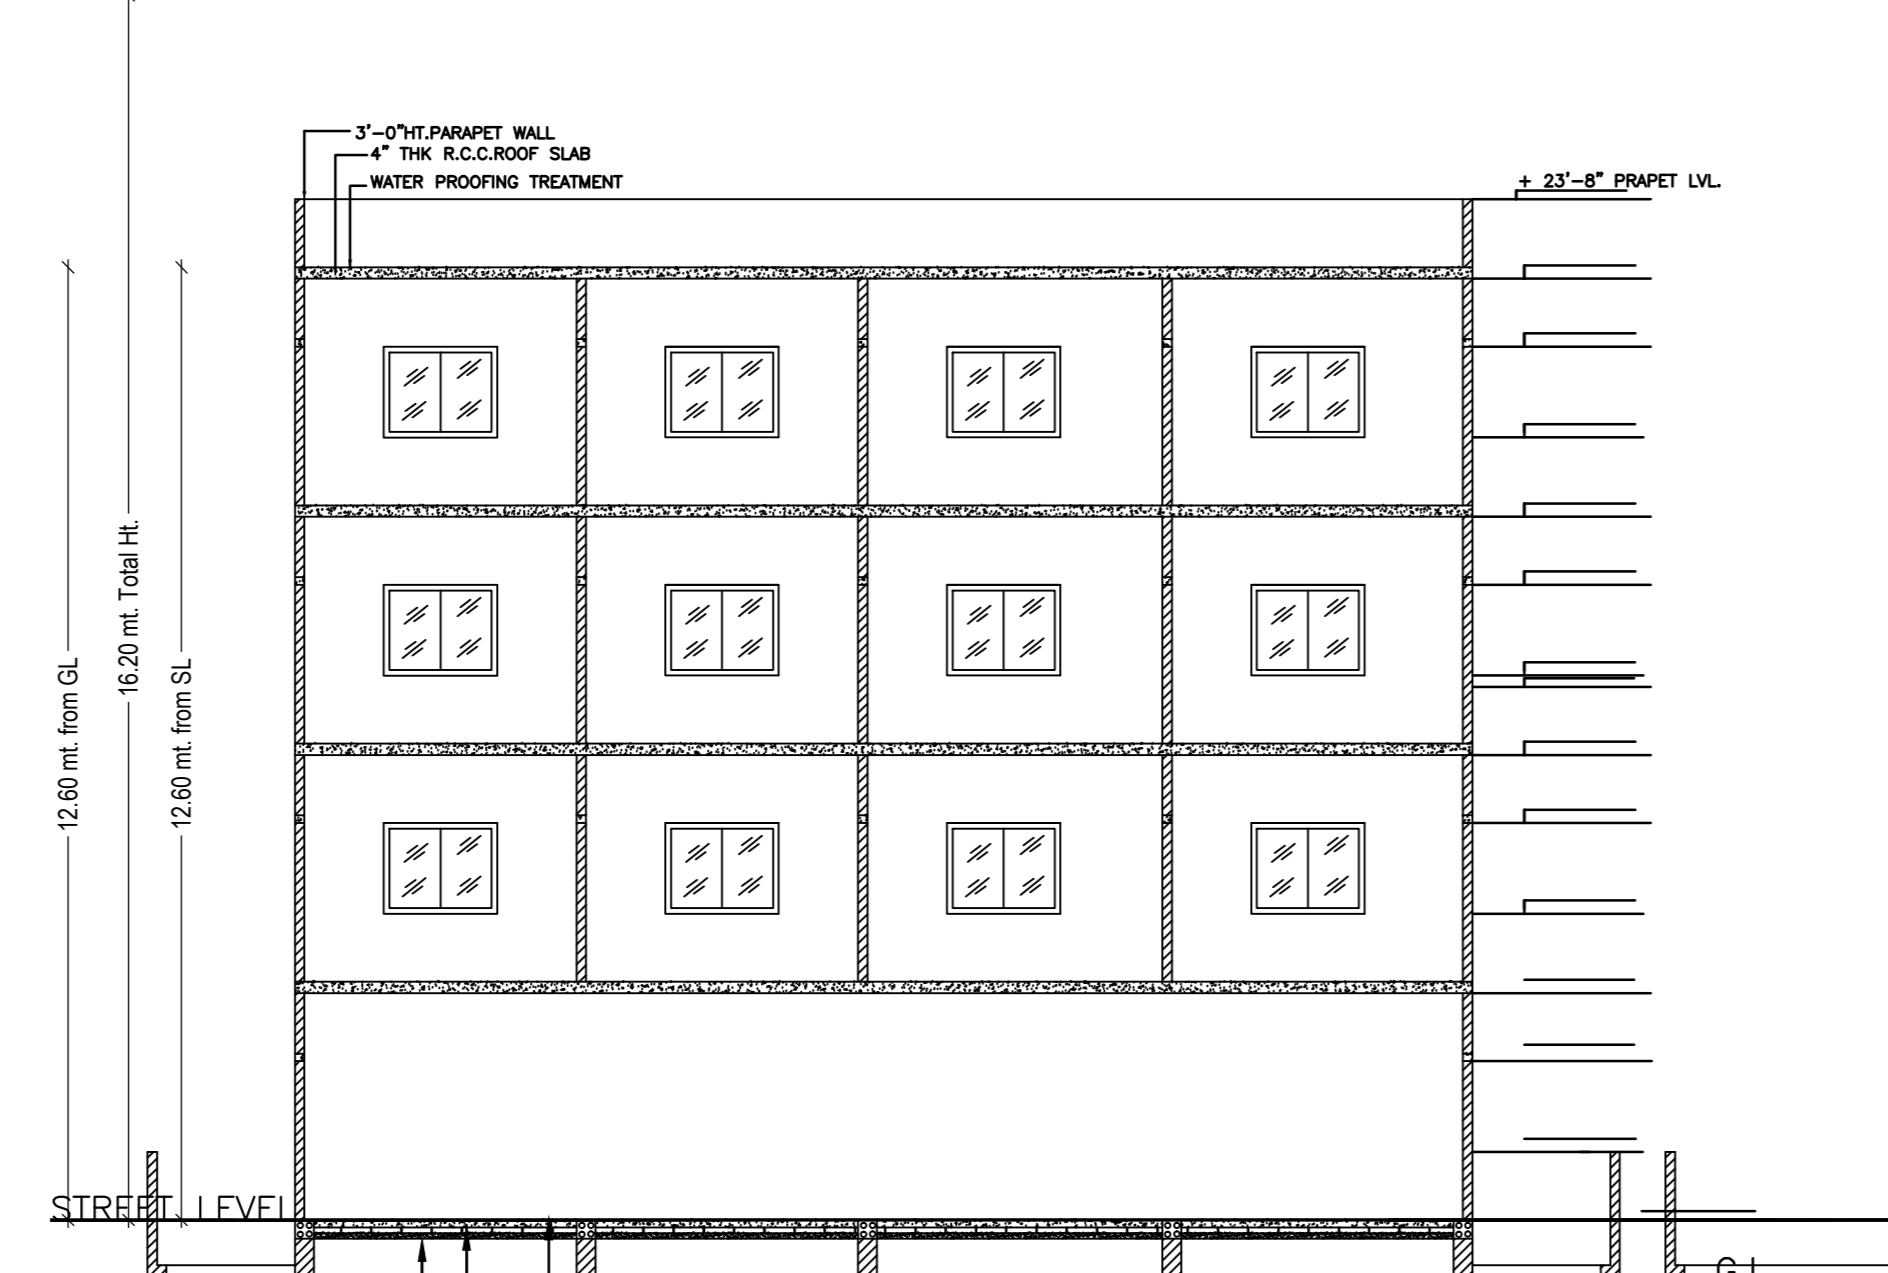 3'-0"HT.PARAPET WALL
4" THK R.C.C.ROOF SLAB
WATER PROOFING TREATMENT
+ 23'-8" PRAPET LVL.
12.60 mt. from GL
16.20 mt. Total Ht.
12.60 mt. from SL
STREET LEVEL